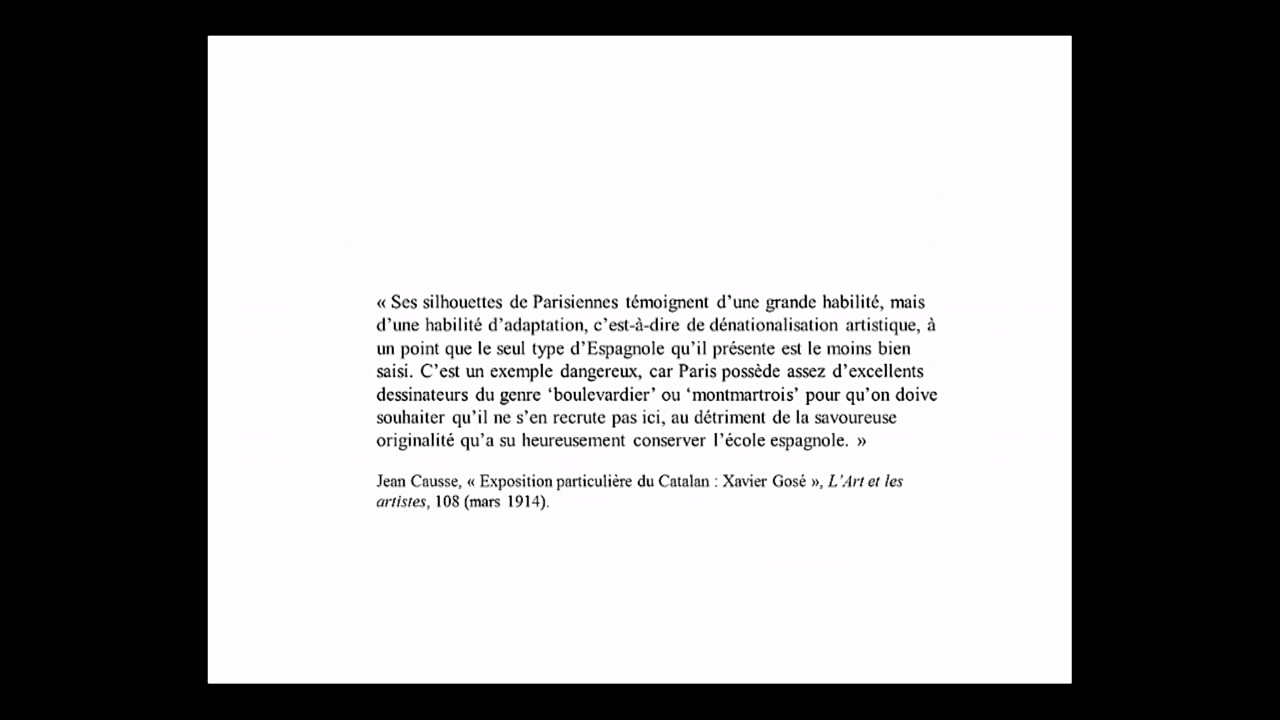 « Ses silhouettes de Parisiennes témoignent d’une grande habilité, mais
d’une habilité d’adaptation, c’est-à-dire de dénationalisation artistique, à
un point que le seul type d’Espagnole qu’il présente est le moins bien
saisi. C’est un exemple dangereux, car Paris possède assez d’excellents
dessinateurs du genre ‘boulevardier’ ou ‘montmartrois’ pour qu’on doive
souhaiter qu’il ne s’en recrute pas ici, au détriment de la savoureuse
originalité qu’a su heureusement conserver l’école espagnole. »
Jean Causse, « Exposition particulière du Catalan : Xavier Gosé », L’Art et les
artistes, 108 (mars 1914).